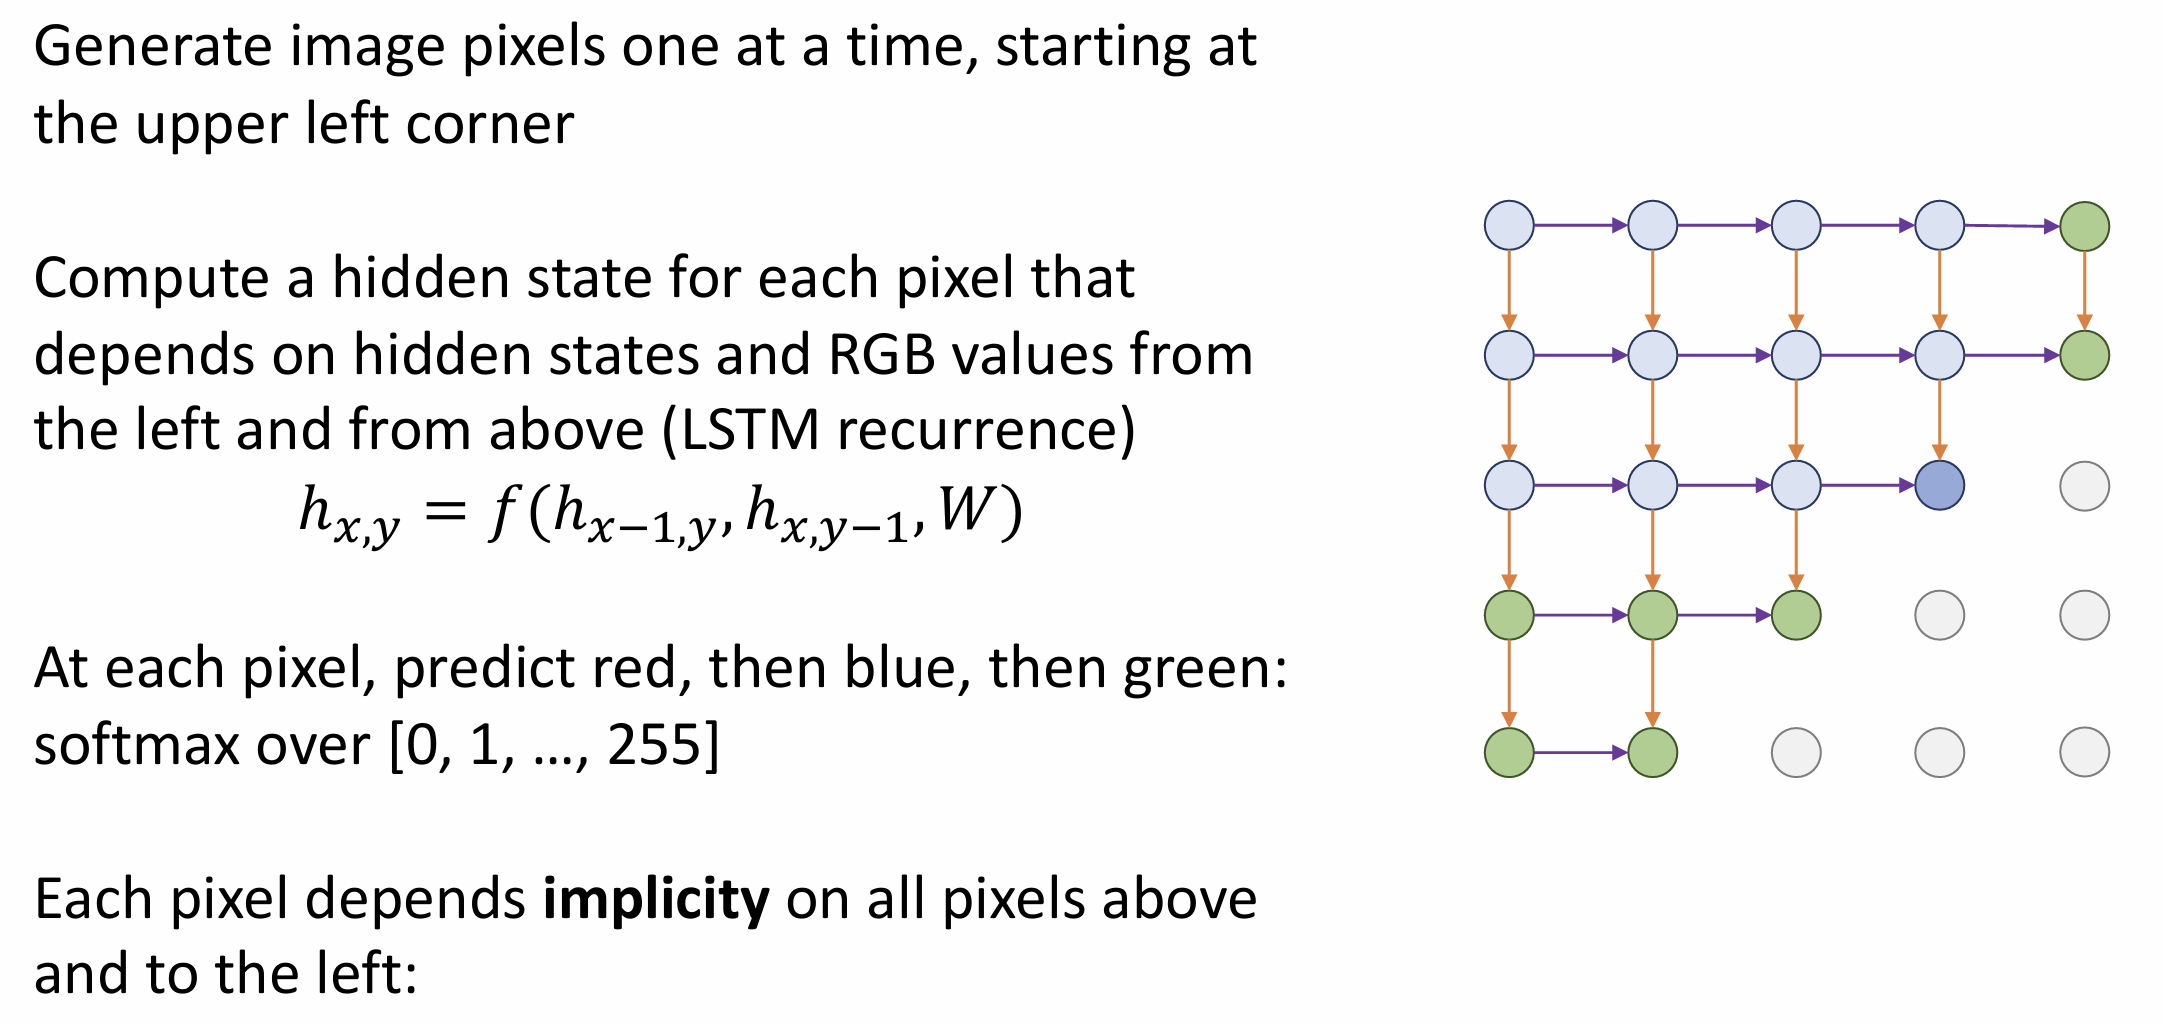 Generate image pixels one at a time, starting at
the upper left corner
Compute a hidden state for each pixel that
depends on hidden states and RGB values from
the left and from above (LSTM recurrence)
h_{x,y} = f(h_{x−1,y}, h_{x,y−1}, W)
At each pixel, predict red, then blue, then green:
softmax over [0, 1, …, 255]
Each pixel depends implicity on all pixels above
and to the left: